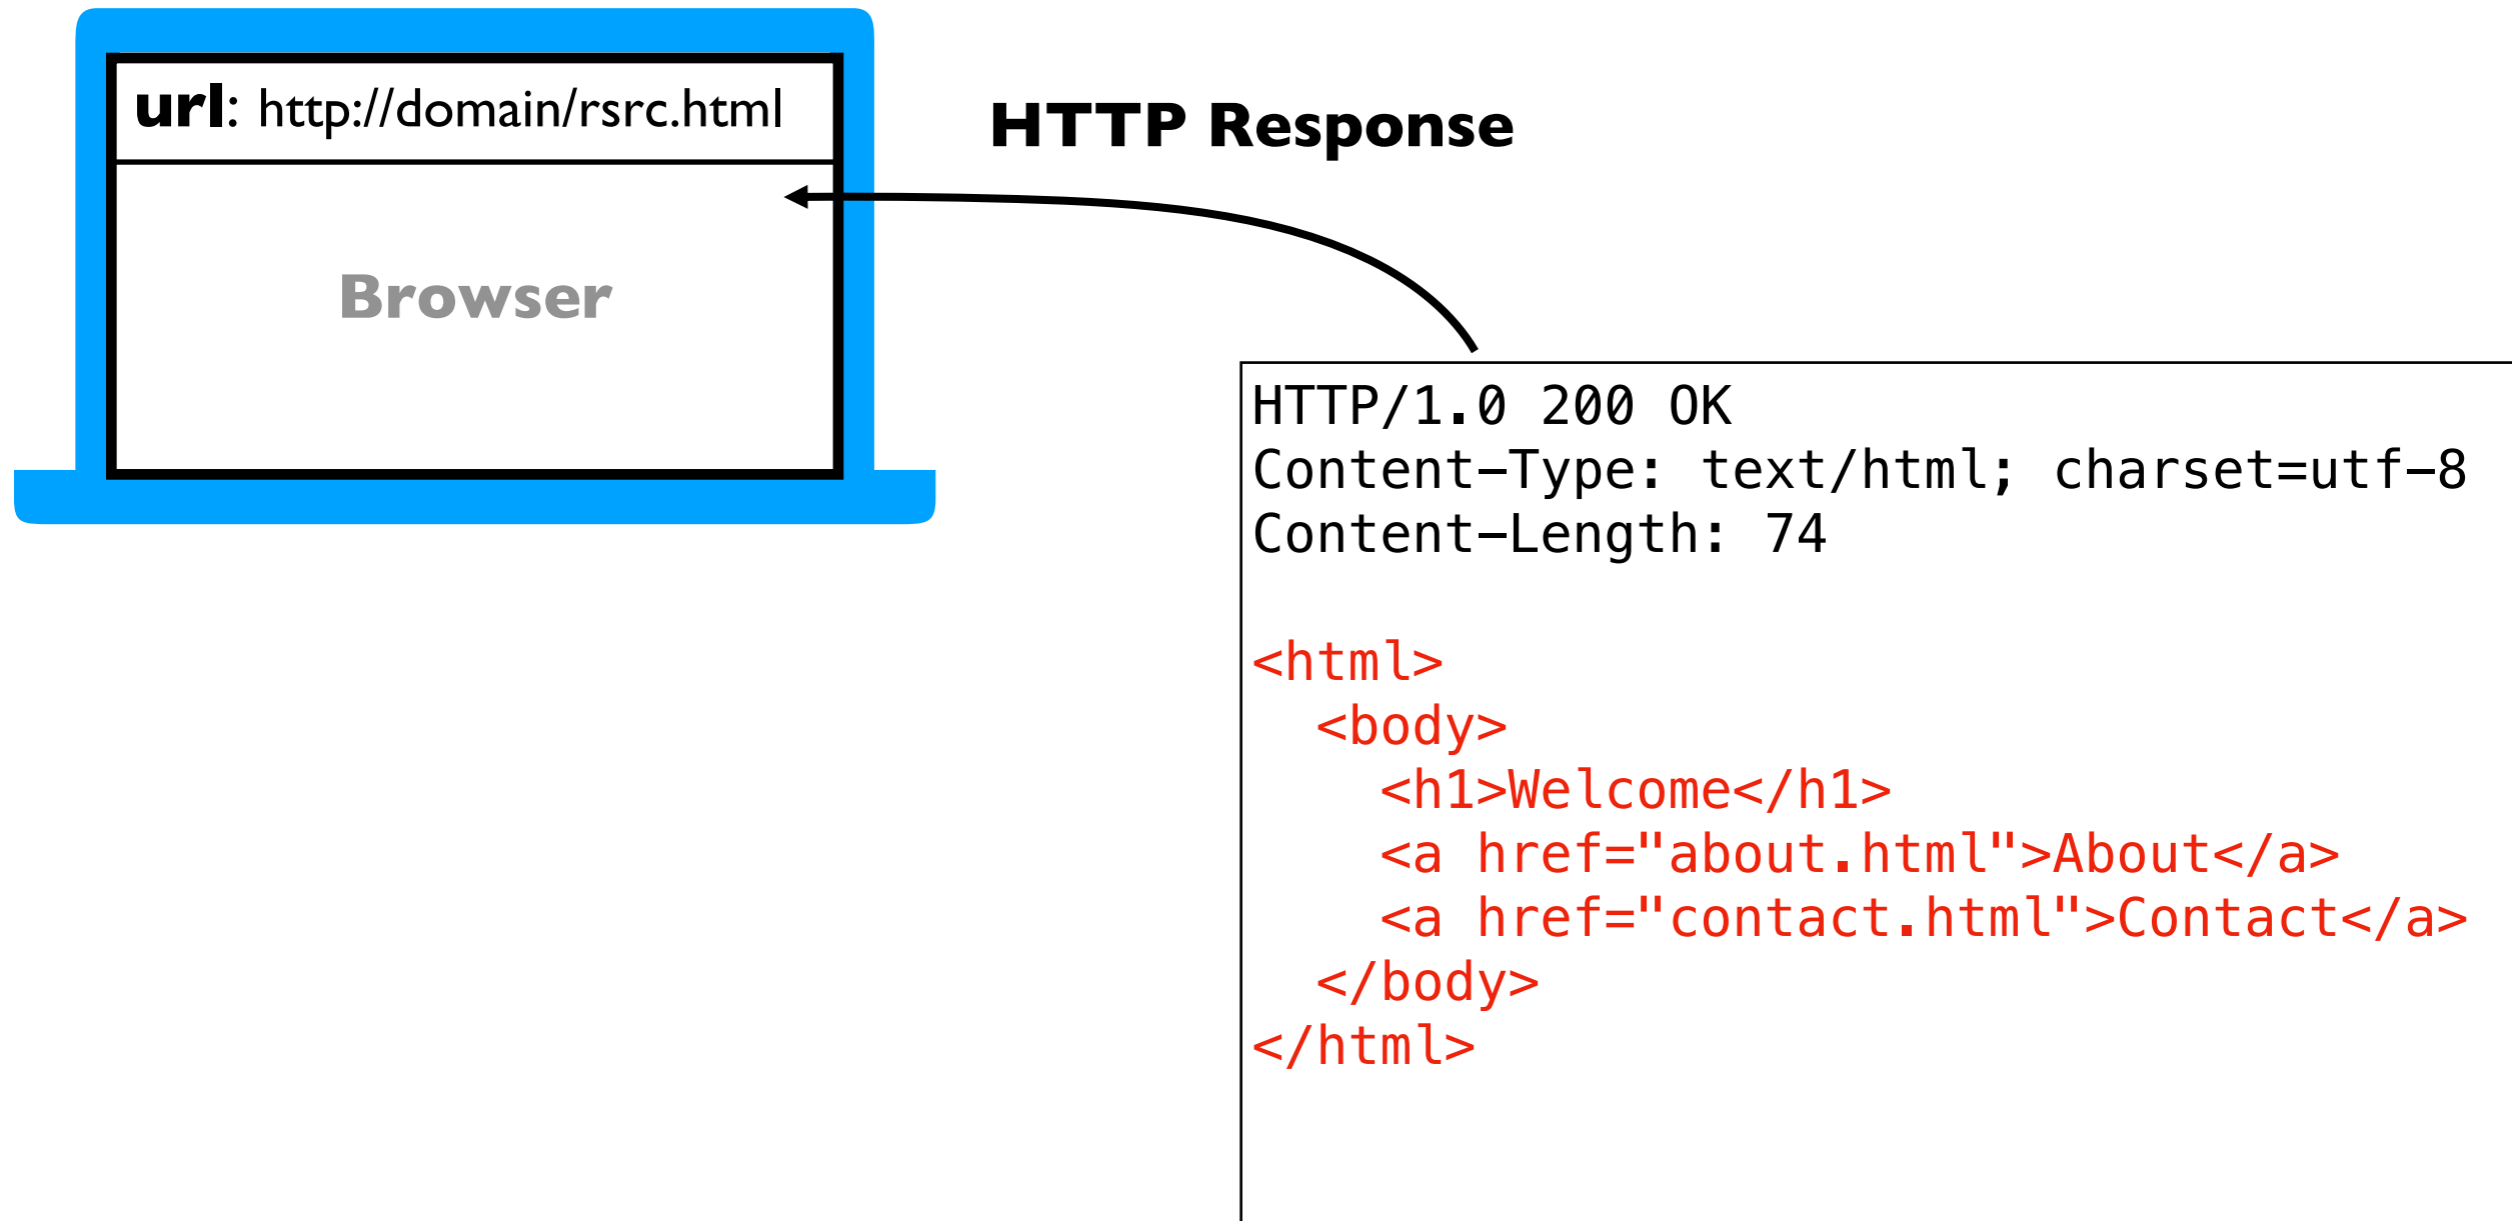 url: http://domain/rsrc.html
HTTP Response
Browser
HTTP/1.0 200 OK
Content-Type: text/html; charset=utf-8
Content-Length: 74

<html>
  <body>
    <h1>Welcome</h1>
    <a href="about.html">About</a>
    <a href="contact.html">Contact</a>
  </body>
</html>